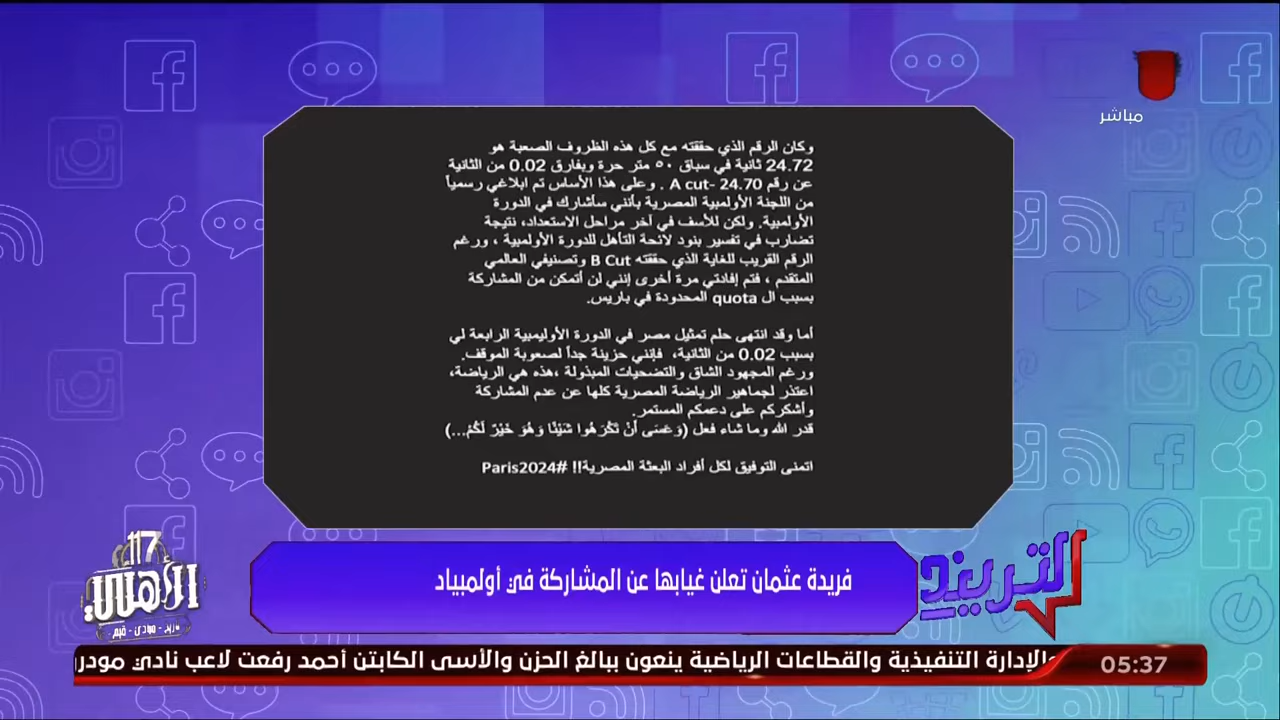 مباشر
وكان الرقم الذي حققته مع كل هذه الظروف الصعبة هو
24.72 ثانية في سباق ٥٠ متر حرة وبفارق 0.02 من الثانية
عن رقم A cut- 24.70 . وعلى هذا الأساس تم ابلاغي رسمياً
من اللجنة الأولمبية المصرية بأنني سأشارك في الدورة
الأولمبية. ولكن للأسف في آخر مراحل الاستعداد، نتيجة
تضارب في تفسير بنود لائحة التأهل للدورة الأولمبية ، ورغم
الرقم القريب للغاية الذي حققته B Cut وتصنيفي العالمي
المتقدم ، فتم إفادتي مرة أخرى إنني لن أتمكن من المشاركة
بسبب ال quota المحدودة في باريس.
أما وقد انتهى حلم تمثيل مصر في الدورة الأوليمبية الرابعة لي
بسبب 0.02 من الثانية، فإنني حزينة جداً لصعوبة الموقف.
ورغم المجهود الشاق والتضحيات المبذولة ،هذه هي الرياضة،
اعتذر لجماهير الرياضة المصرية كلها عن عدم المشاركة
وأشكركم على دعمكم المستمر.
قدر الله وما شاء فعل (وَعَسَى أَنْ تَكْرَهُوا شَيْئًا وَهُوَ خَيْرٌ لَكُمْ...)
اتمنى التوفيق لكل أفراد البعثة المصرية!! #Paris2024
التريند
فريدة عثمان تعلن غيابها عن المشاركة في أولمبياد
117
الأهلي
تاريخ - مبادئ - قيم
05:37
والإدارة التنفيذية والقطاعات الرياضية ينعون ببالغ الحزن والأسى الكابتن أحمد رفعت لاعب نادي مودر